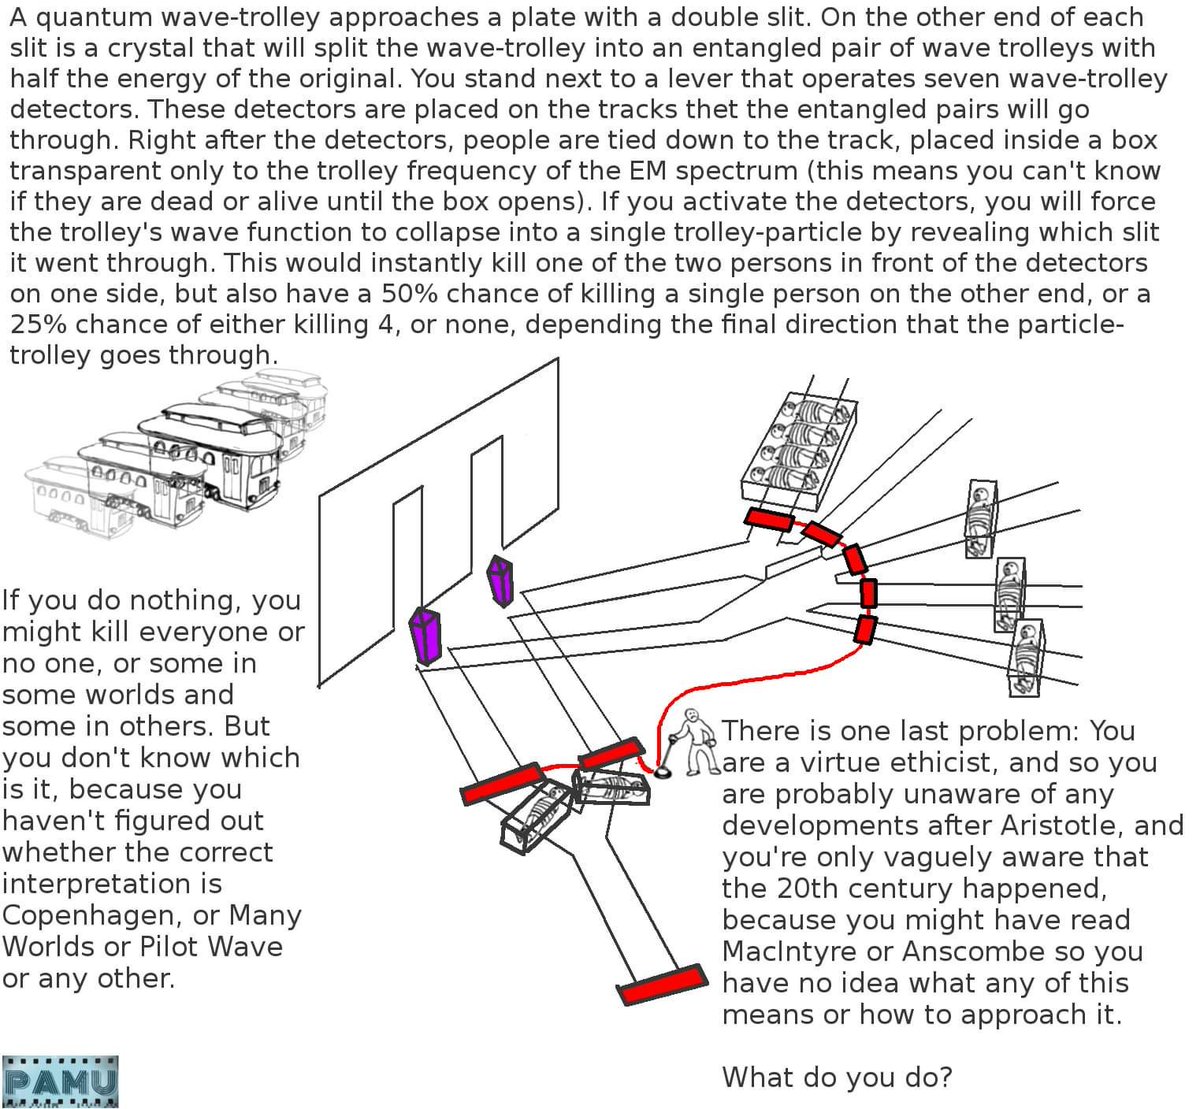 A quantum wave-trolley approaches a plate with a double slit. On the other end of each
slit is a crystal that will split the wave-trolley into an entangled pair of wave trolleys with
half the energy of the original. You stand next to a lever that operates seven wave-trolley
detectors. These detectors are placed on the tracks thet the entangled pairs will go
through. Right after the detectors, people are tied down to the track, placed inside a box
transparent only to the trolley frequency of the EM spectrum (this means you can't know
if they are dead or alive until the box opens). If you activate the detectors, you will force
the trolley's wave function to collapse into a single trolley-particle by revealing which slit
it went through. This would instantly kill one of the two persons in front of the detectors
on one side, but also have a 50% chance of killing a single person on the other end, or a
25% chance of either killing 4, or none, depending the final direction that the particle-
trolley goes through.
If you do nothing, you
might kill everyone or
no one, or some in
some worlds and
some in others. But
you don't know which
is it, because you
haven't figured out
whether the correct
interpretation is
Copenhagen, or Many
Worlds or Pilot Wave
or any other.
There is one last problem: You
are a virtue ethicist, and so you
are probably unaware of any
developments after Aristotle, and
you're only vaguely aware that
the 20th century happened,
because you might have read
MacIntyre or Anscombe so you
have no idea what any of this
means or how to approach it.
What do you do?
PAMU